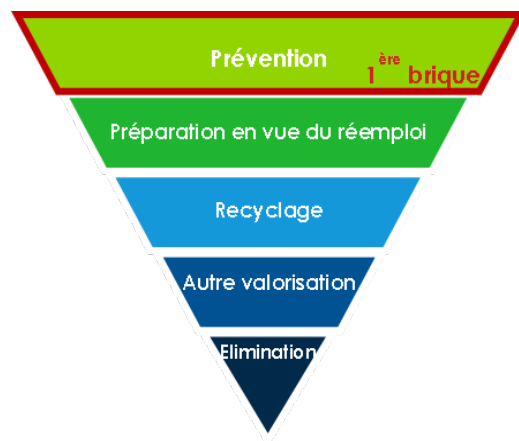 Prévention
1ère brique
Préparation en vue du réemploi
Recyclage
Autre valorisation
Elimination